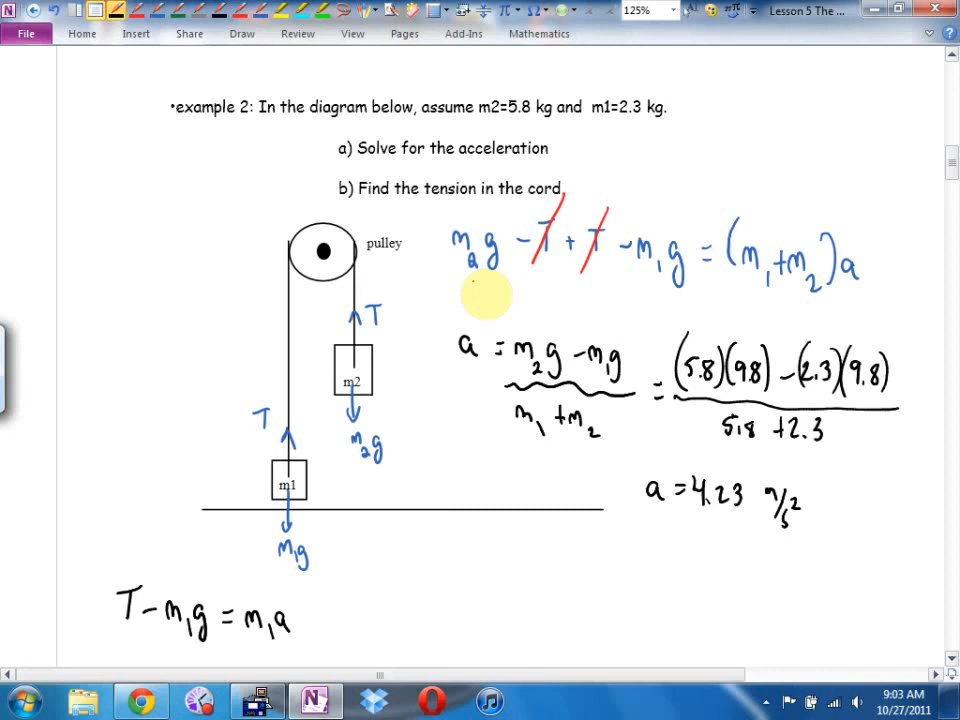 125%
Lesson 5 The ...
File Home Insert Share Draw Review View Pages Add-Ins Mathematics
•example 2: In the diagram below, assume m2=5.8 kg and m1=2.3 kg.
a) Solve for the acceleration
b) Find the tension in the cord
pulley
m₂g - T + T - m₁g = (m₁+m₂)a
T
a = m₂g - m₁g / m₁+m₂ = (5.8)(9.8) - (2.3)(9.8) / 5.8 + 2.3
m2
T
m₂g
m1
a = 4.23 m/s²
m₁g
T - m₁g = m₁a
9:03 AM
10/27/2011